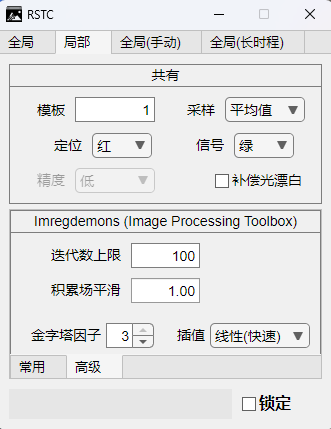 RSTC
全局 局部 全局(手动) 全局(长时程)
共有
模板 1 采样 平均值
定位 红 信号 绿
精度 低 补偿光漂白
Imregdemons (Image Processing Toolbox)
迭代数上限 100
积累场平滑 1.00
金字塔因子 3 插值 线性(快速)
常用 高级
锁定